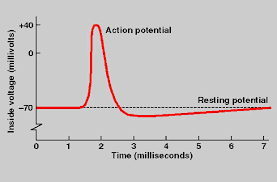 +40
Action potential
0
Inside voltage (millivolts)
Resting potential
–70
0 1 2 3 4 5 6 7
Time (milliseconds)